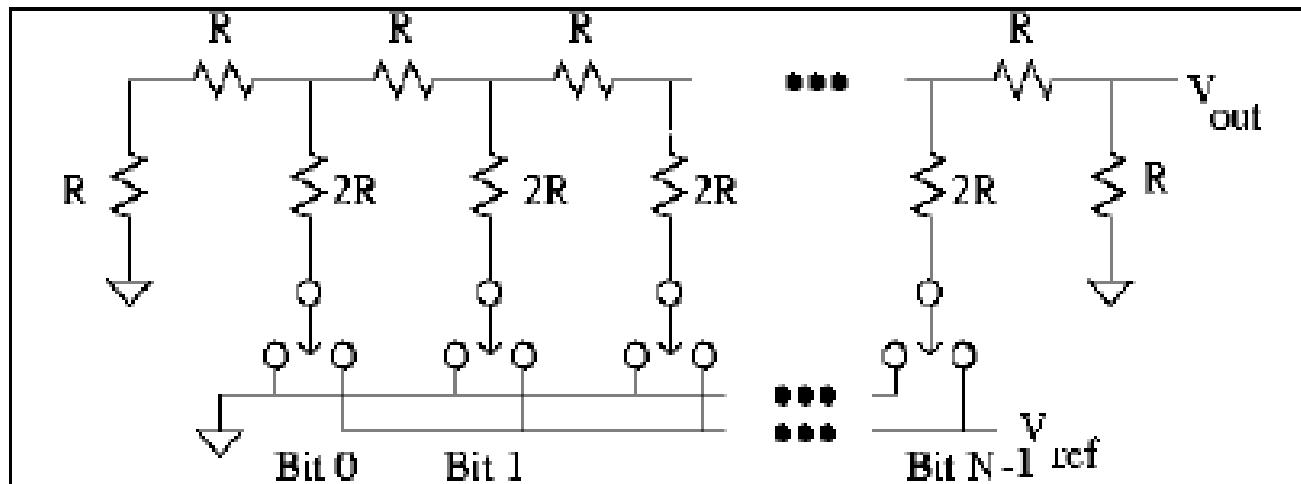 R R R R
V
out
R 2R 2R 2R 2R R
V
ref
Bit 0 Bit 1 Bit N-1